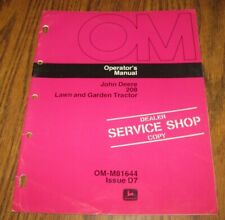 OM
Operator's
Manual
John Deere
208
Lawn and Garden Tractor
DEALER
SERVICE SHOP
COPY
OM-M81644
Issue D7